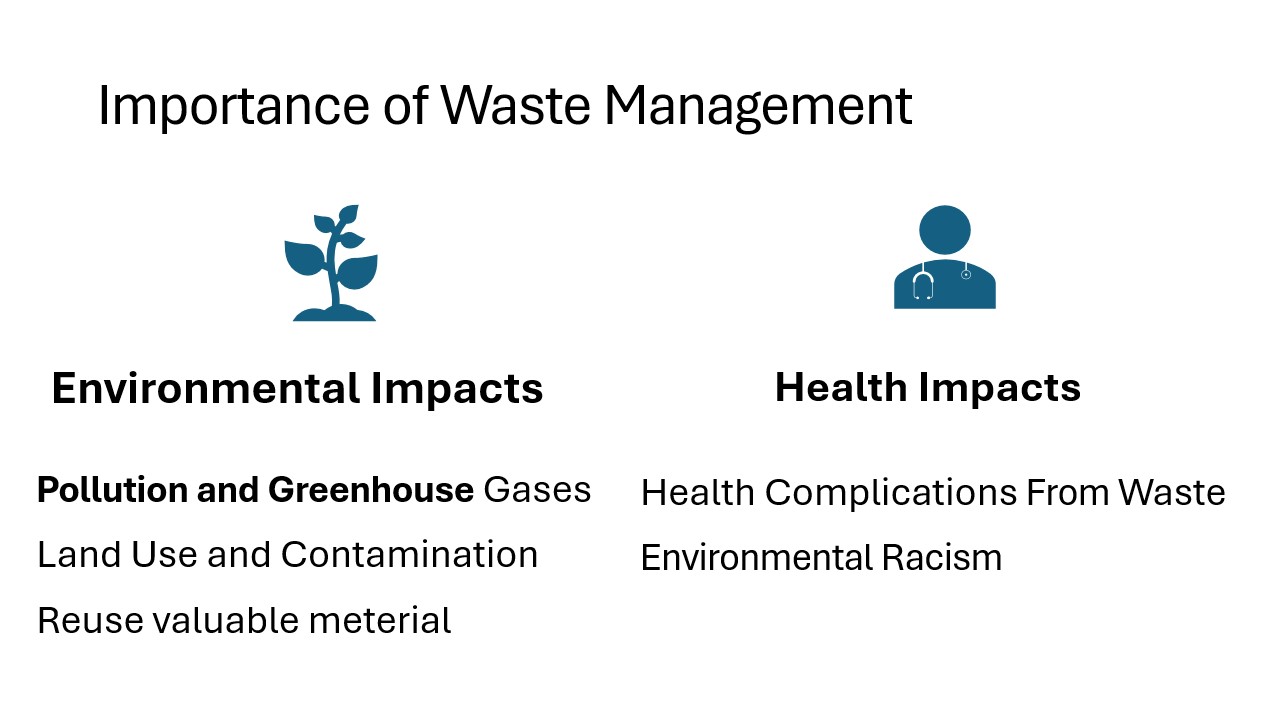 Importance of Waste Management
Environmental Impacts
Pollution and Greenhouse Gases
Land Use and Contamination
Reuse valuable meterial
Health Impacts
Health Complications From Waste
Environmental Racism